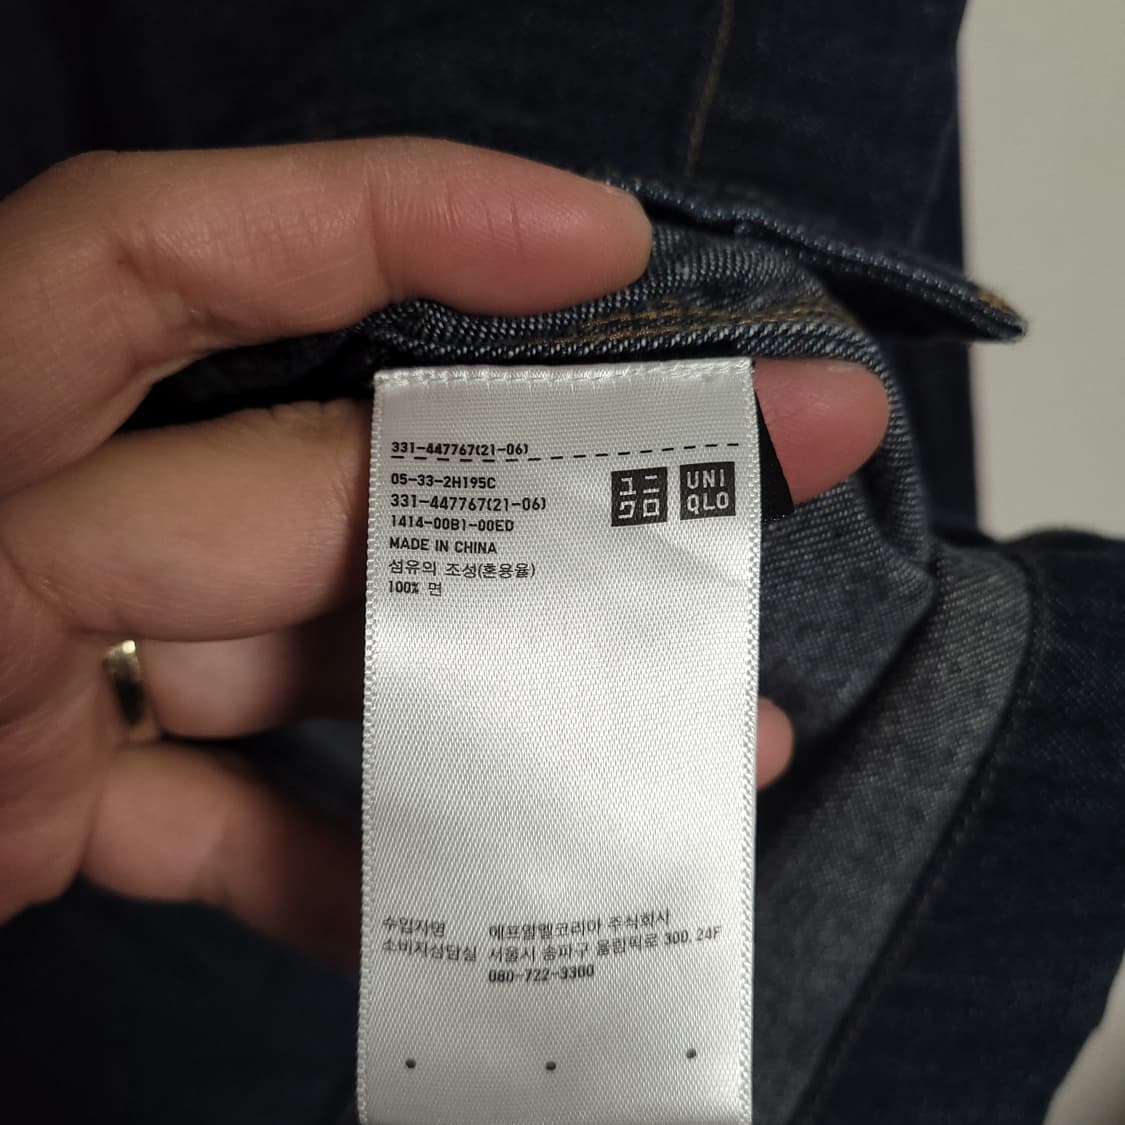 331-447767(21-06)
05-33-2H195C
331-447767(21-06)
1414-00B1-00ED
MADE IN CHINA
섬유의 조성(혼용율)
100% 면
ユニ
クロ
UNI
QLO
수입자명 에프알엘코리아 주식회사
소비자상담실 서울시 송파구 올림픽로 300, 24F
080-722-3300